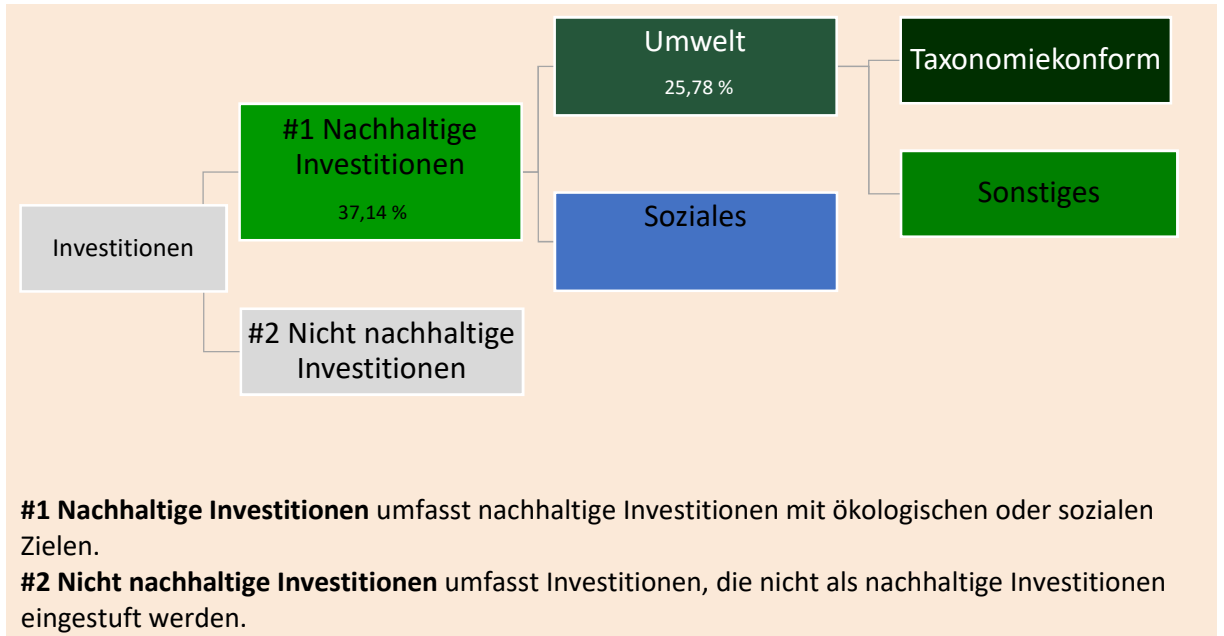 Umwelt
25,78 %
Taxonomiekonform
#1 Nachhaltige
Investitionen
37,14 %
Sonstiges
Soziales
Investitionen
#2 Nicht nachhaltige
Investitionen
#1 Nachhaltige Investitionen umfasst nachhaltige Investitionen mit ökologischen oder sozialen
Zielen.
#2 Nicht nachhaltige Investitionen umfasst Investitionen, die nicht als nachhaltige Investitionen
eingestuft werden.